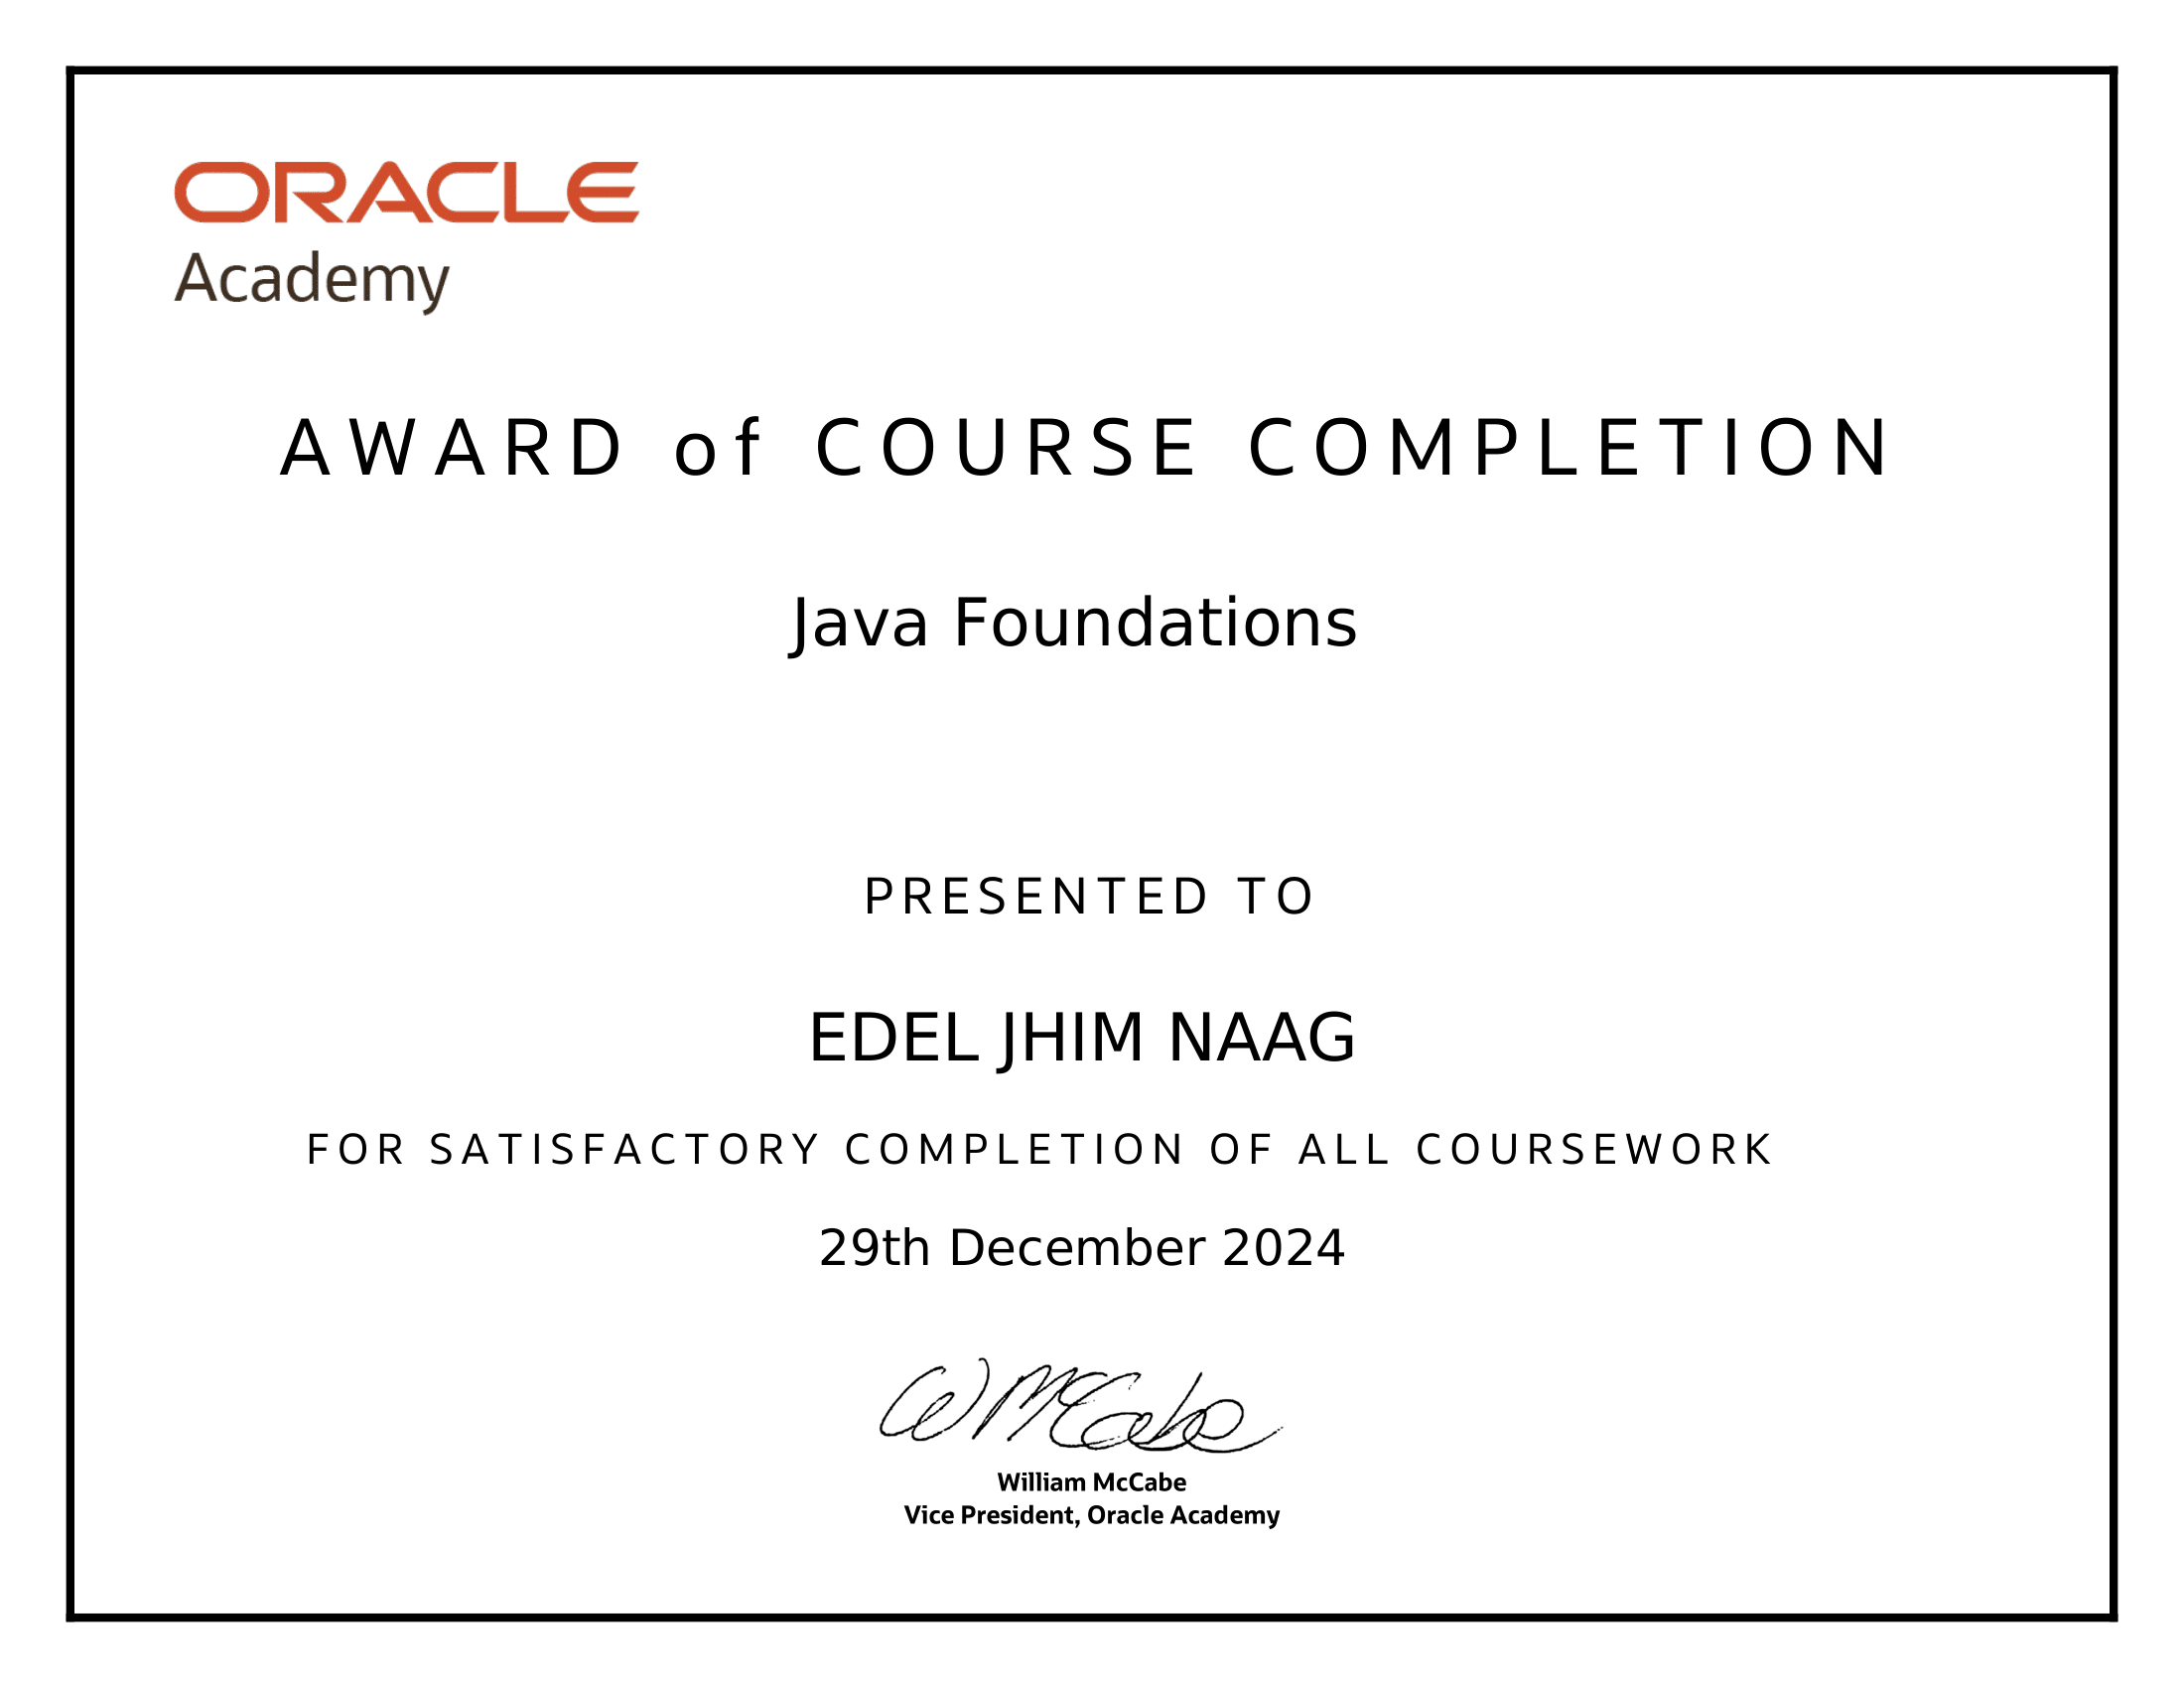 ORACLE
Academy
AWARD of COURSE COMPLETION
Java Foundations
PRESENTED TO
EDEL JHIM NAAG
FOR SATISFACTORY COMPLETION OF ALL COURSEWORK
29th December 2024
W McCabe
William McCabe
Vice President, Oracle Academy